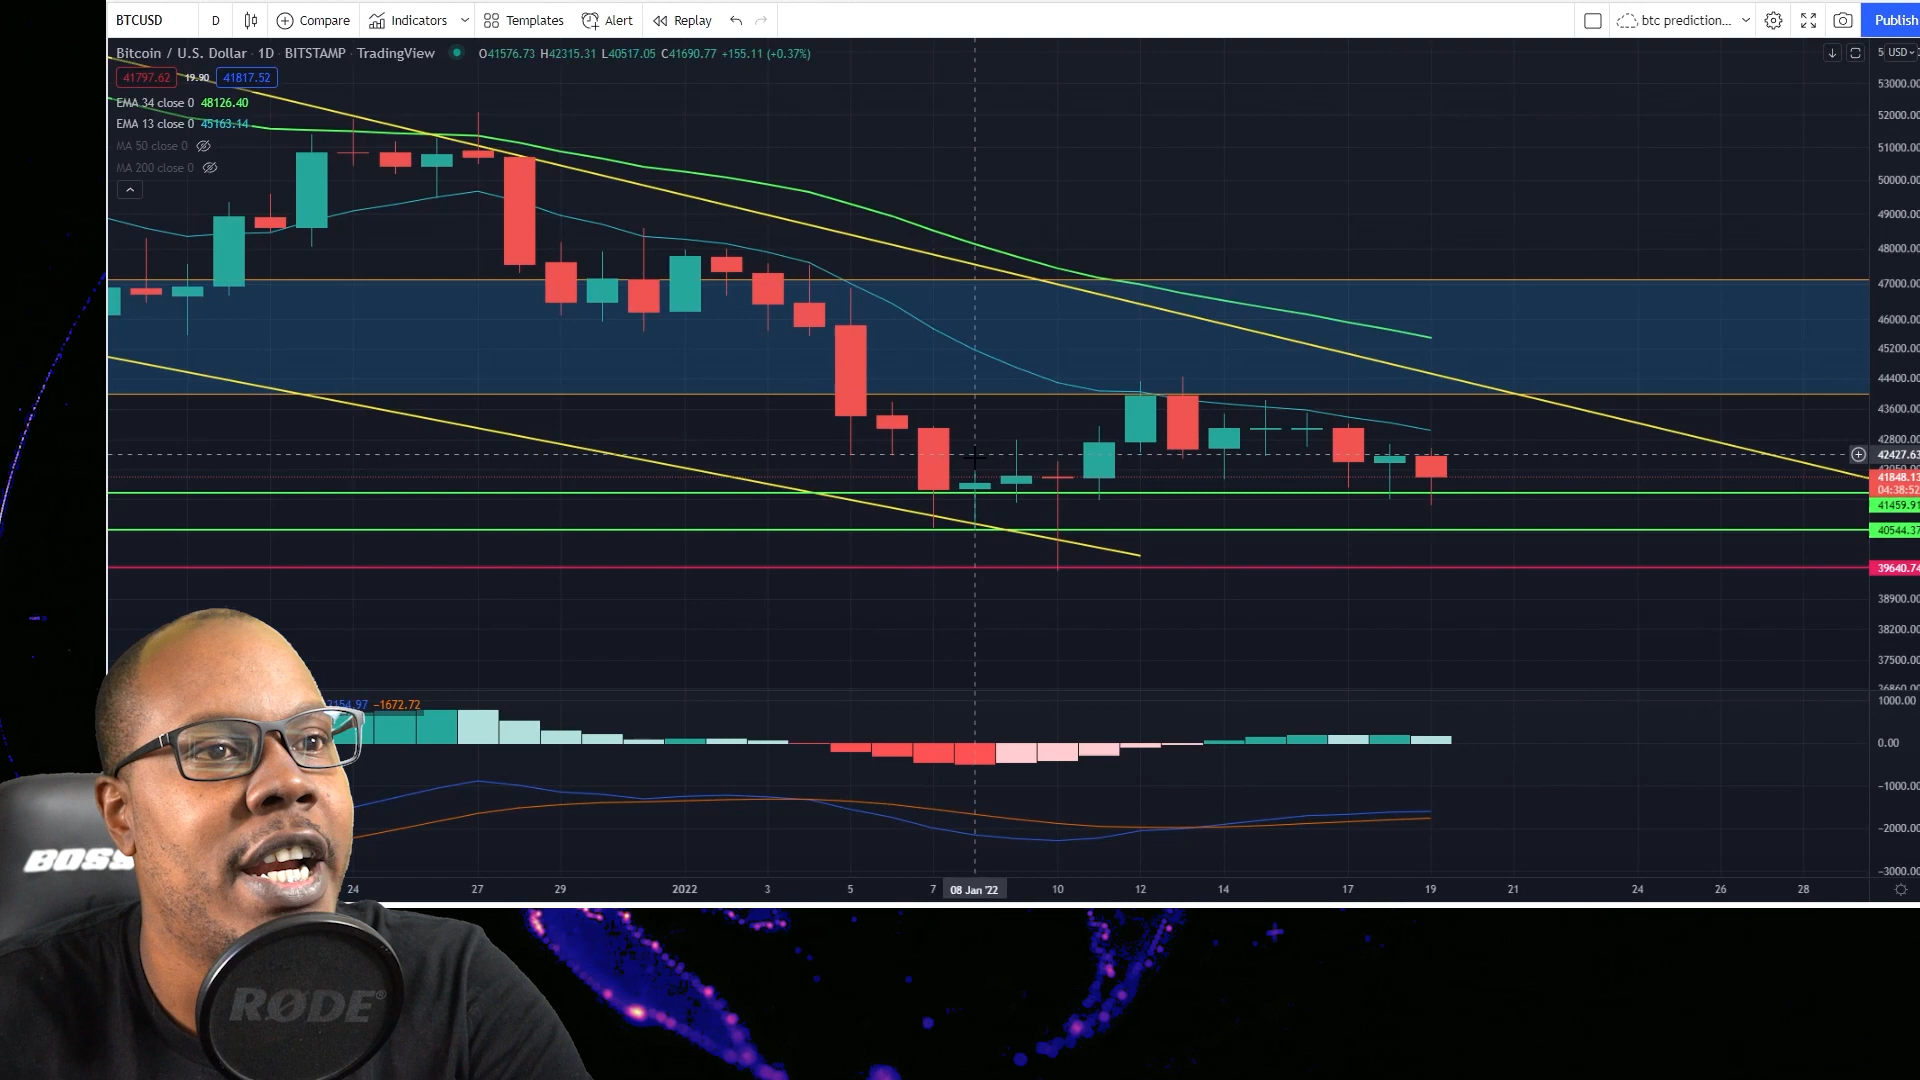 BTCUSD D Compare Indicators Templates Alert Replay btc prediction... Publish
Bitcoin / U.S. Dollar · 1D · BITSTAMP · TradingView O41576.73 H42315.31 L40517.05 C41690.77 +155.11 (+0.37%) USD
41797.62 19.90 41817.52
EMA 34 close 0 48126.40
EMA 13 close 0 45163.14
MA 50 close 0
MA 200 close 0
53000.00
52000.00
51000.00
50000.00
49000.00
48000.00
47000.00
46000.00
45200.00
44400.00
43600.00
42800.00
42427.63
41848.13
04:38:52
41459.91
40544.37
39640.74
38900.00
38200.00
37500.00
36860.00
−1672.72
1000.00
0.00
−1000.00
−2000.00
−3000.00
24 27 29 2022 3 5 7 08 Jan '22 10 12 14 17 19 21 24 26 28
BOSS
RØDE®